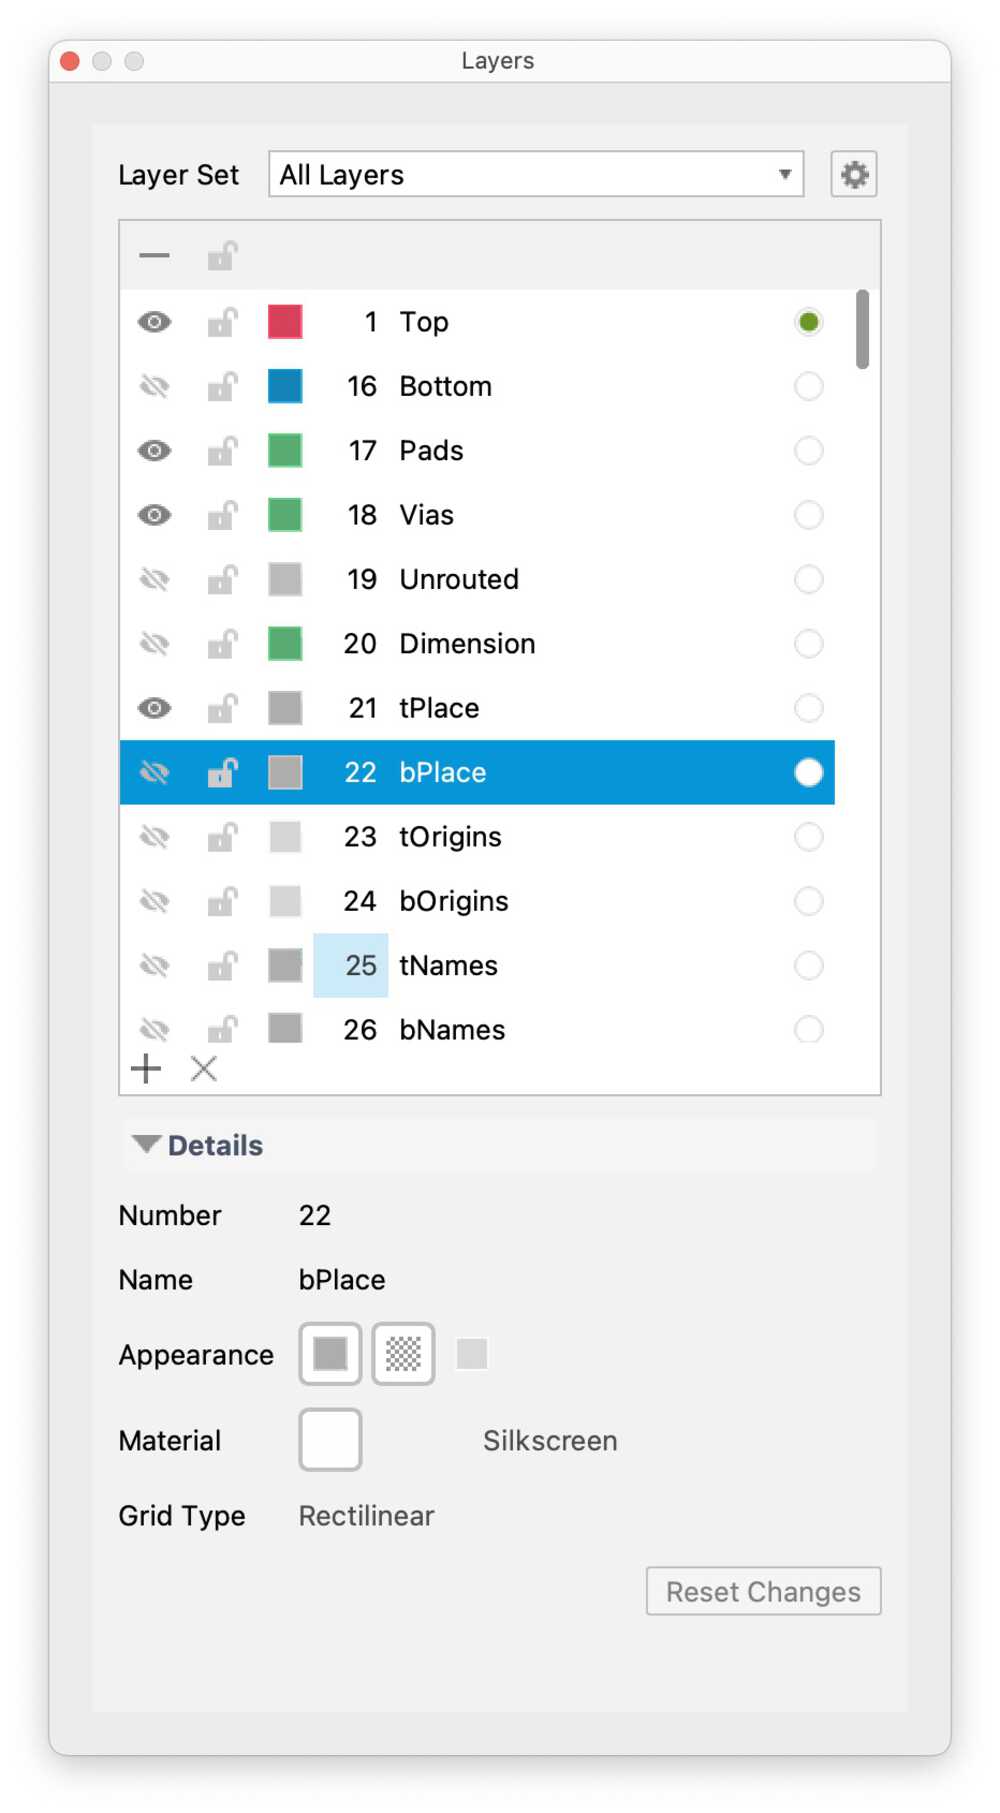 Layers
Layer Set All Layers
1 Top
16 Bottom
17 Pads
18 Vias
19 Unrouted
20 Dimension
21 tPlace
22 bPlace
23 tOrigins
24 bOrigins
25 tNames
26 bNames
Details
Number 22
Name bPlace
Appearance
Material Silkscreen
Grid Type Rectilinear
Reset Changes